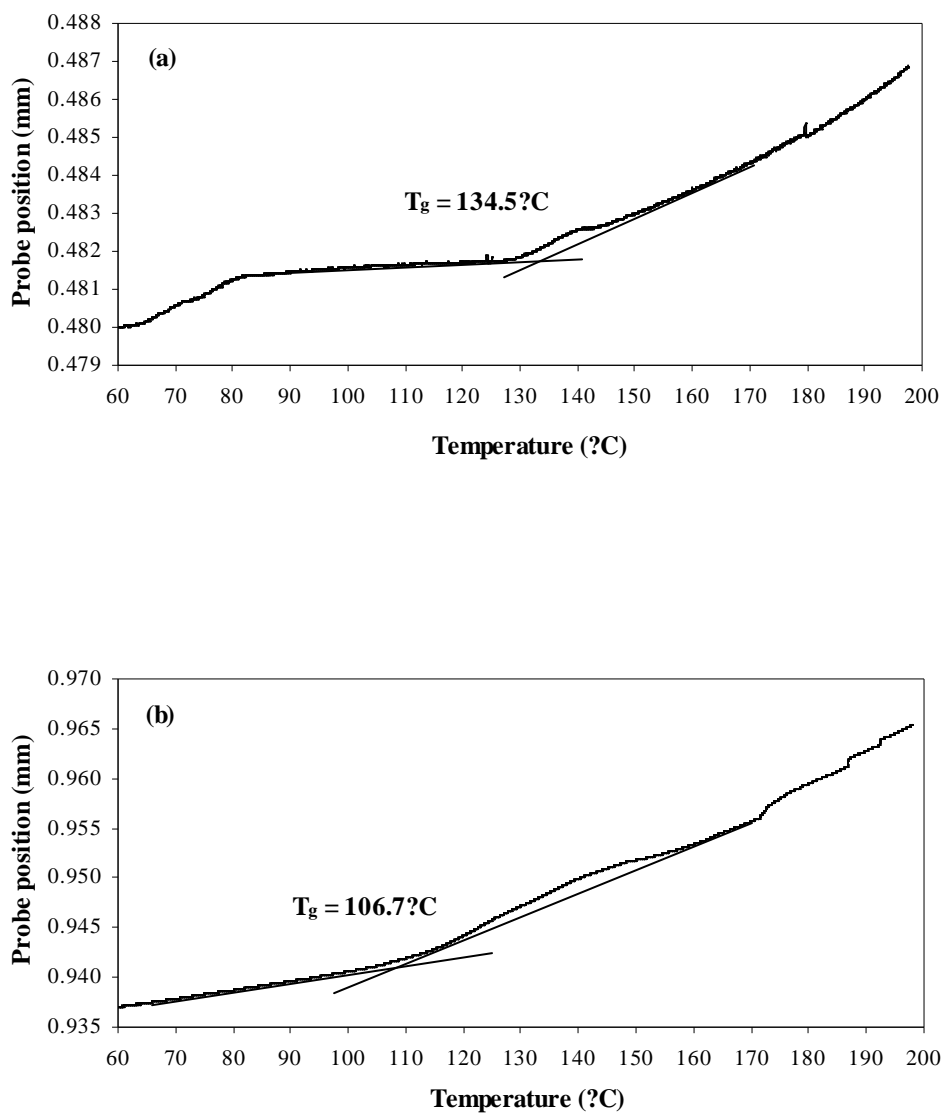 0.488
(a)
0.487
0.486
0.485
0.484
0.483
0.482
0.481
0.480
0.479
Probe position (mm)
Tg = 134.5?C
60 70 80 90 100 110 120 130 140 150 160 170 180 190 200
Temperature (?C)
0.970
(b)
0.965
0.960
0.955
0.950
0.945
0.940
0.935
Probe position (mm)
Tg = 106.7?C
60 70 80 90 100 110 120 130 140 150 160 170 180 190 200
Temperature (?C)